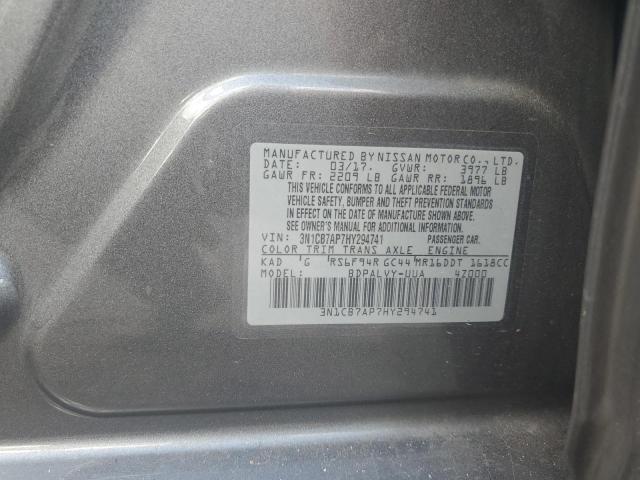 MANUFACTURED BY NISSAN MOTOR CO., LTD.
DATE: 03/17. GVWR: 3977 LB
GAWR FR: 2209 LB GAWR RR: 1896 LB
THIS VEHICLE CONFORMS TO ALL APPLICABLE FEDERAL MOTOR
VEHICLE SAFETY, BUMPER AND THEFT PREVENTION STANDARDS
IN EFFECT ON THE DATE OF MANUFACTURE SHOWN ABOVE.
SEE OWNER'S MANUAL FOR ADDITIONAL INFORMATION.
VIN: 3N1CB7AP7HY294741 PASSENGER CAR.
COLOR TRIM TRANS AXLE ENGINE
KAD G RS6F94R GC44 MR16DDT 1618CC
MODEL: BDPALVY-UUA 4Z000
3N1CB7AP7HY294741